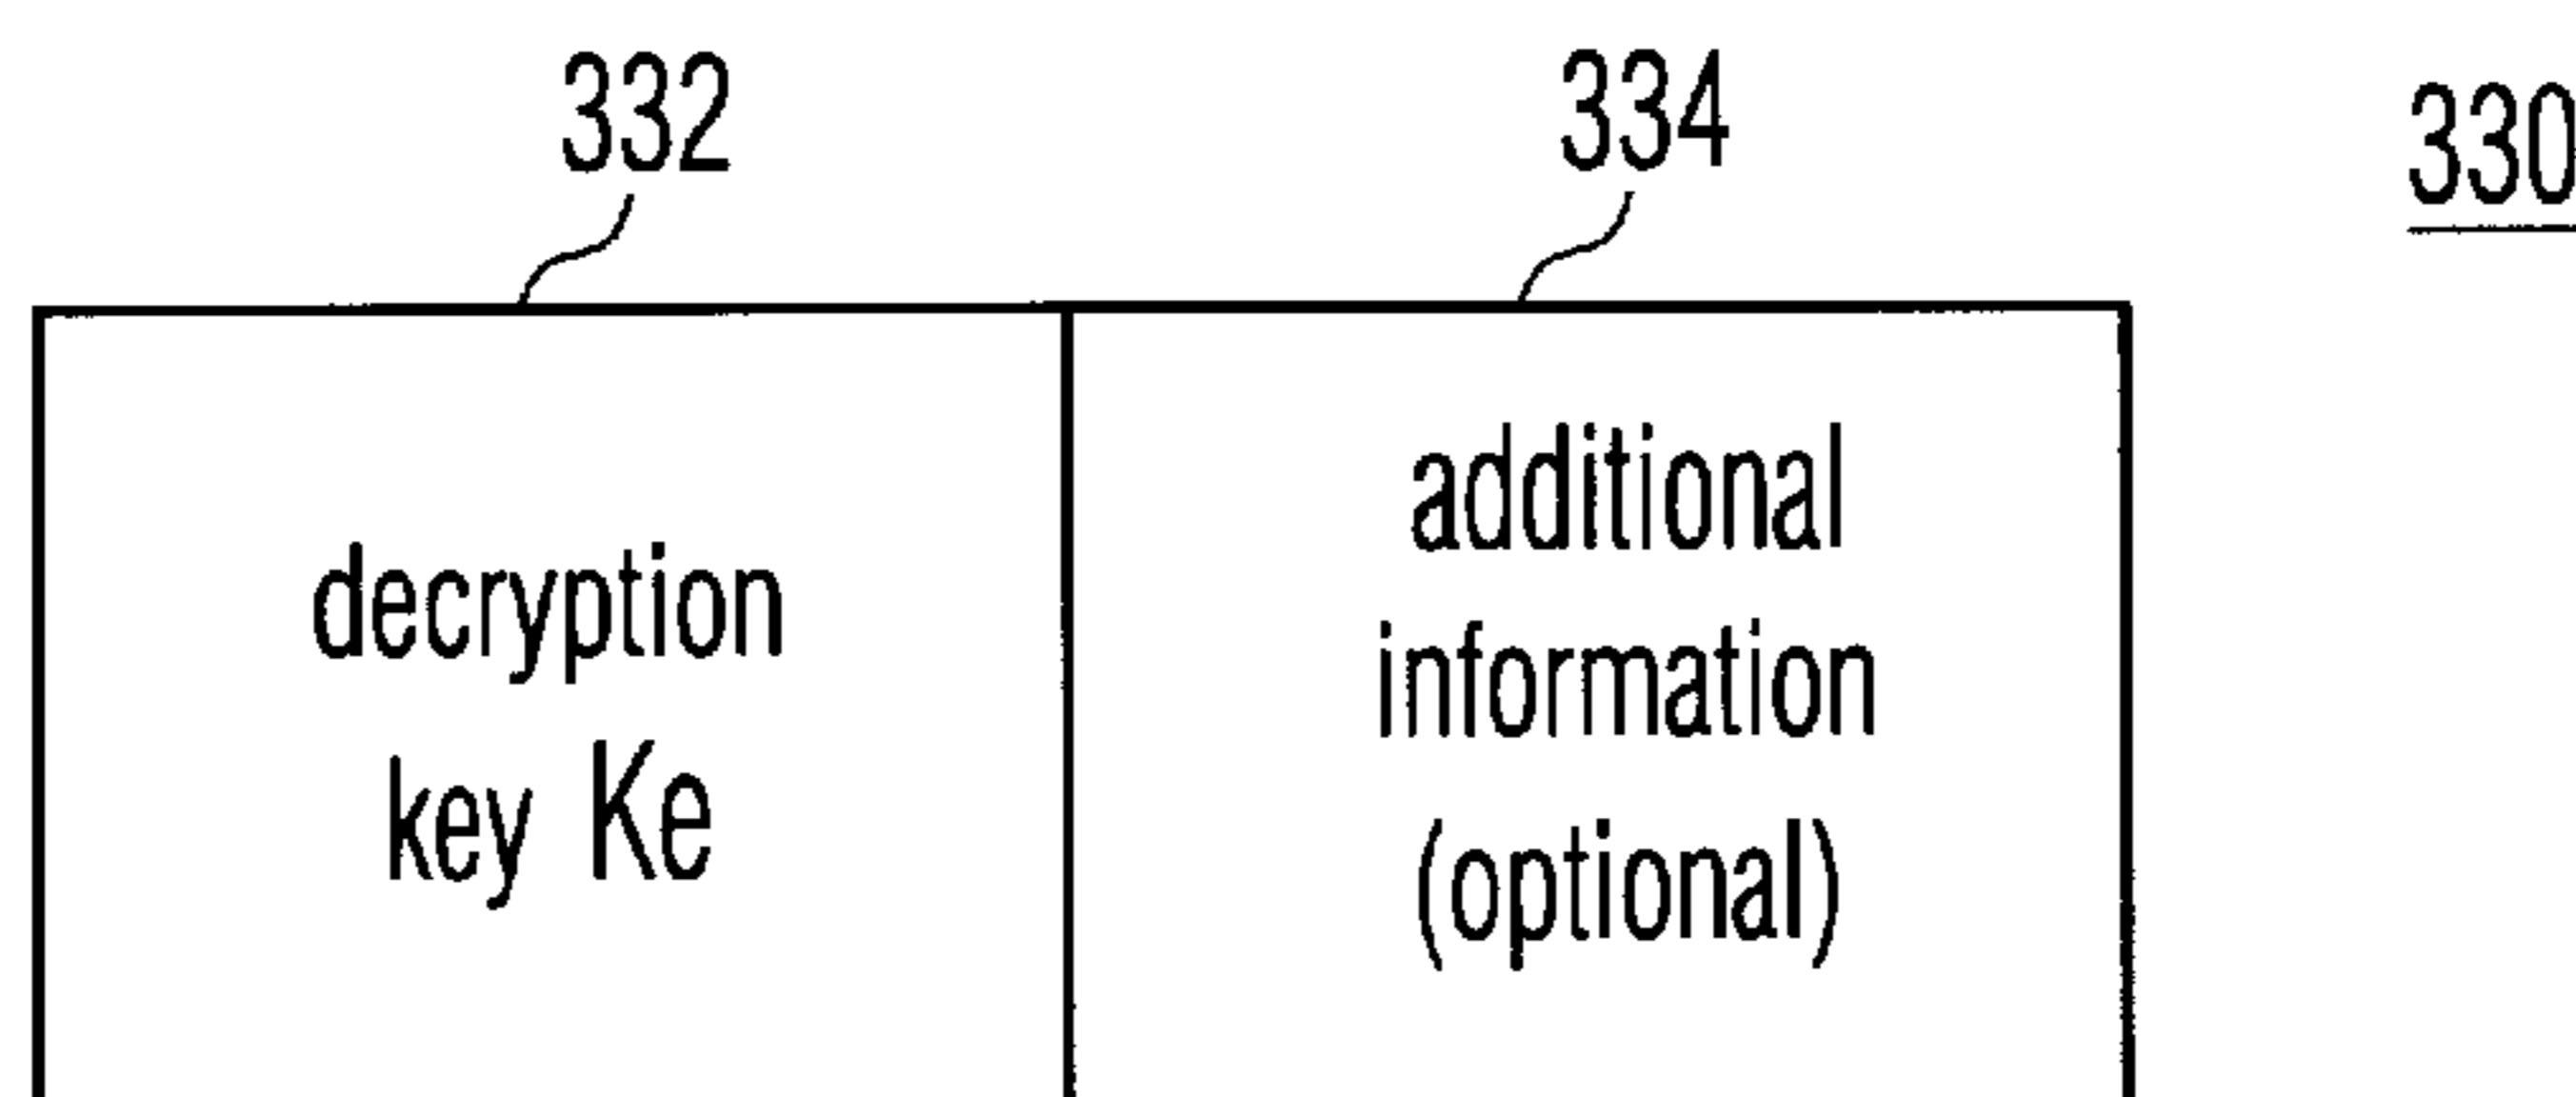 332
334
330
decryption
key Ke
additional
information
(optional)